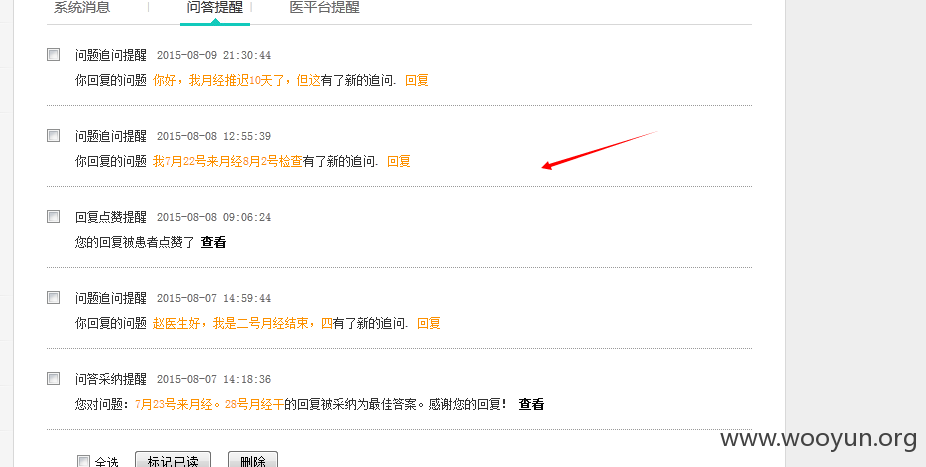 系统消息 问答提醒 医平台提醒
问题追问提醒 2015-08-09 21:30:44
你回复的问题 你好，我月经推迟10天了，但这有了新的追问. 回复
问题追问提醒 2015-08-08 12:55:39
你回复的问题 我7月22号来月经8月2号检查有了新的追问. 回复
回复点赞提醒 2015-08-08 09:06:24
您的回复被患者点赞了 查看
问题追问提醒 2015-08-07 14:59:44
你回复的问题 赵医生好，我是二号月经结束，四有了新的追问. 回复
问答采纳提醒 2015-08-07 14:18:36
您对问题：7月23号来月经。28号月经干的回复被采纳为最佳答案。感谢您的回复！ 查看
www.wooyun.org
全选 标记已读 删除